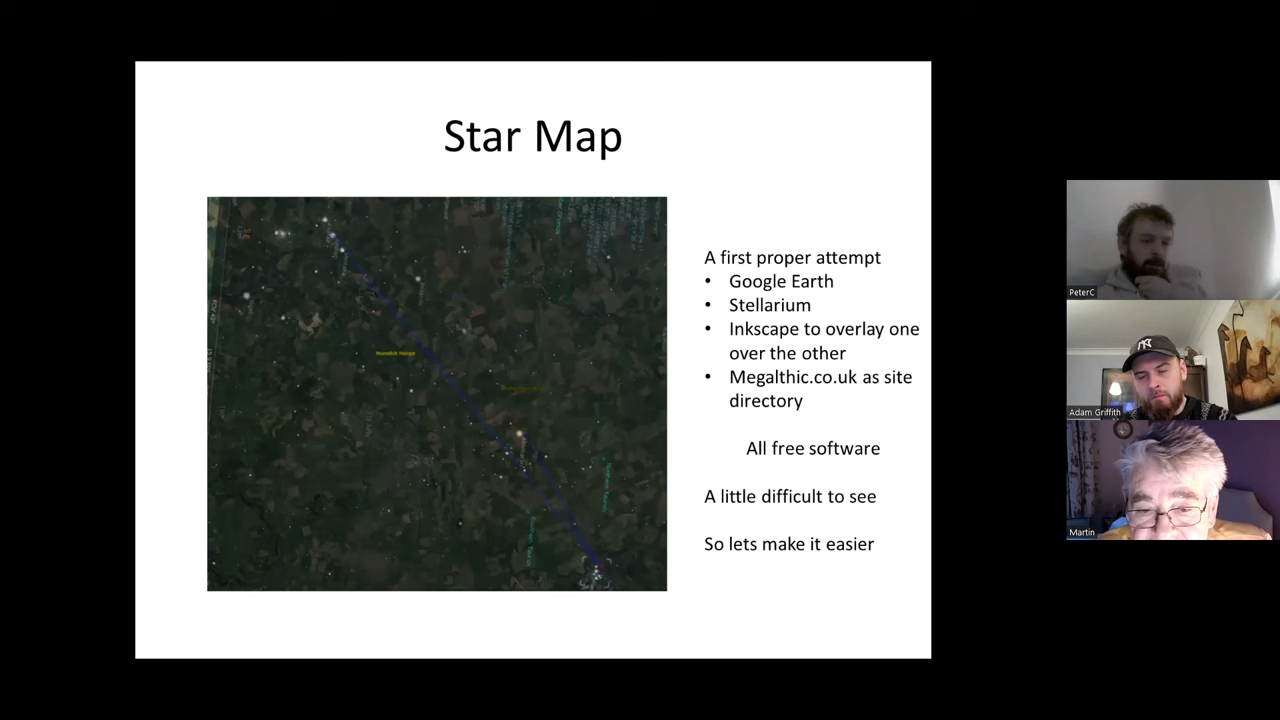 Star Map
A first proper attempt
• Google Earth
• Stellarium
• Inkscape to overlay one
over the other
• Megalthic.co.uk as site
directory
All free software
A little difficult to see
So lets make it easier
PeterC
Adam Griffith
Martin